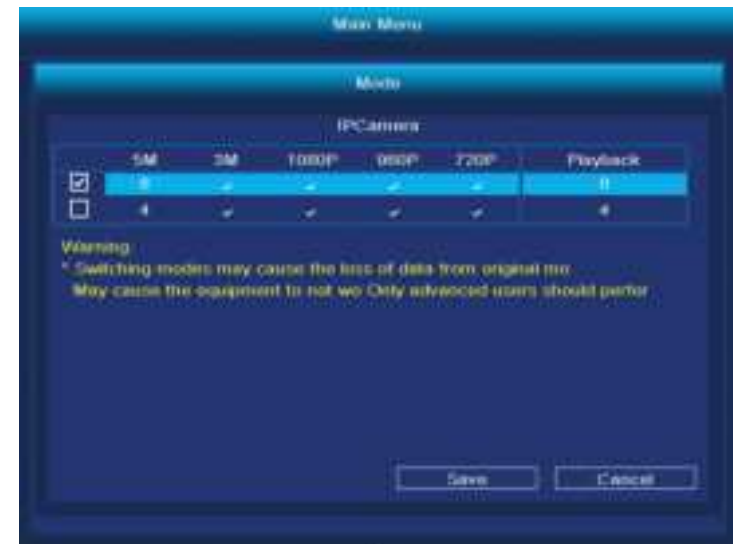 Main Menu
Mode
IPCamera
5M 3M 1080P 960P 720P Playback
4 4
Warning:
* Switching modes may cause the loss of data from original mo
May cause the equipment to not wo Only advanced users should perfor
Save Cancel